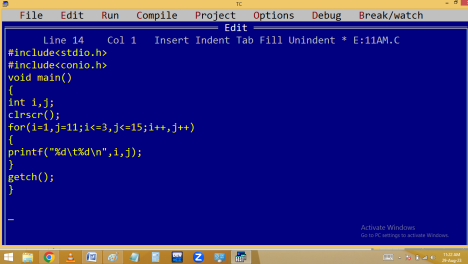 TC
File Edit Run Compile Project Options Debug Break/watch
Edit
Line 14 Col 1 Insert Indent Tab Fill Unindent * E:11AM.C
#include<stdio.h>
#include<conio.h>
void main()
{
int i,j;
clrscr();
for(i=1,j=11;i<=3,j<=15;i++,j++)
{
printf("%d\t%d\n",i,j);
}
getch();
}
_
Activate Windows
Go to PC settings to activate Windows.